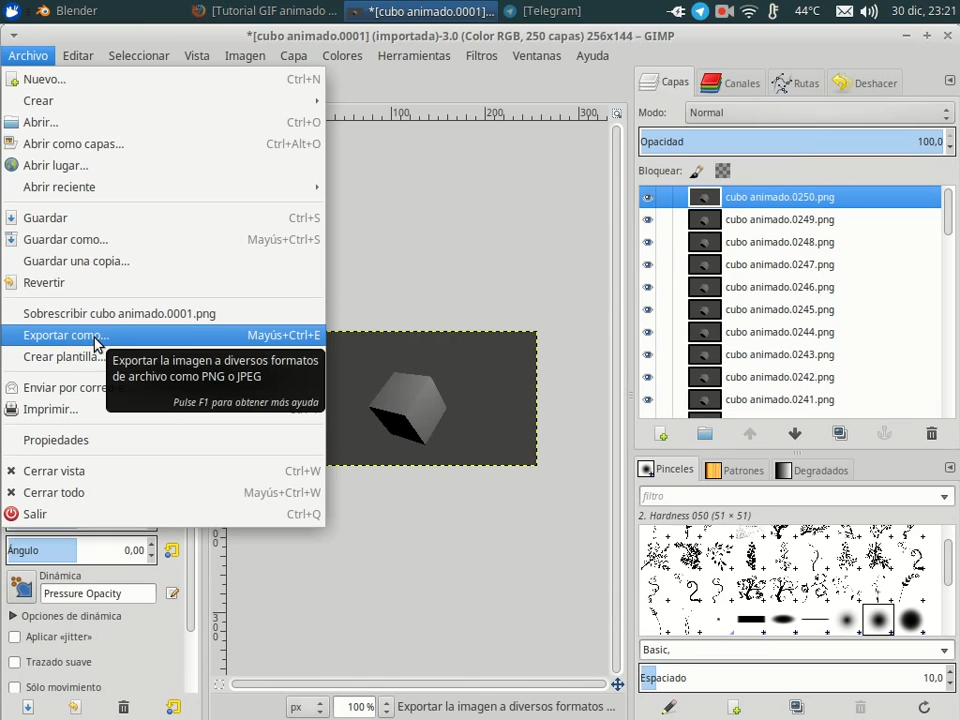 Blender
[Tutorial GIF animado ...
*[cubo animado.0001]...
[Telegram]
44°C
30 dic, 23:21
*[cubo animado.0001] (importada)-3.0 (Color RGB, 250 capas) 256x144 – GIMP
Archivo Editar Seleccionar Vista Imagen Capa Colores Herramientas Filtros Ventanas Ayuda
Nuevo... Ctrl+N
Crear
Abrir... Ctrl+O
Abrir como capas... Ctrl+Alt+O
Abrir lugar...
Abrir reciente
Guardar Ctrl+S
Guardar como... Mayús+Ctrl+S
Guardar una copia...
Revertir
Sobrescribir cubo animado.0001.png
Exportar como... Mayús+Ctrl+E
Crear plantilla...
Exportar la imagen a diversos formatos
de archivo como PNG o JPEG
Pulse F1 para obtener más ayuda
Enviar por corre
Imprimir...
Propiedades
Cerrar vista Ctrl+W
Cerrar todo Mayús+Ctrl+W
Salir Ctrl+Q
100 200 300
Ángulo 0,00
Dinámica
Pressure Opacity
Opciones de dinámica
Aplicar «jitter»
Trazado suave
Sólo movimiento
300
px 100 % Exportar la imagen a diversos formatos ...
Capas Canales Rutas Deshacer
Modo: Normal
Opacidad 100,0
Bloquear:
cubo animado.0250.png
cubo animado.0249.png
cubo animado.0248.png
cubo animado.0247.png
cubo animado.0246.png
cubo animado.0245.png
cubo animado.0244.png
cubo animado.0243.png
cubo animado.0242.png
cubo animado.0241.png
Pinceles Patrones Degradados
filtro
2. Hardness 050 (51 × 51)
Basic,
Espaciado 10,0